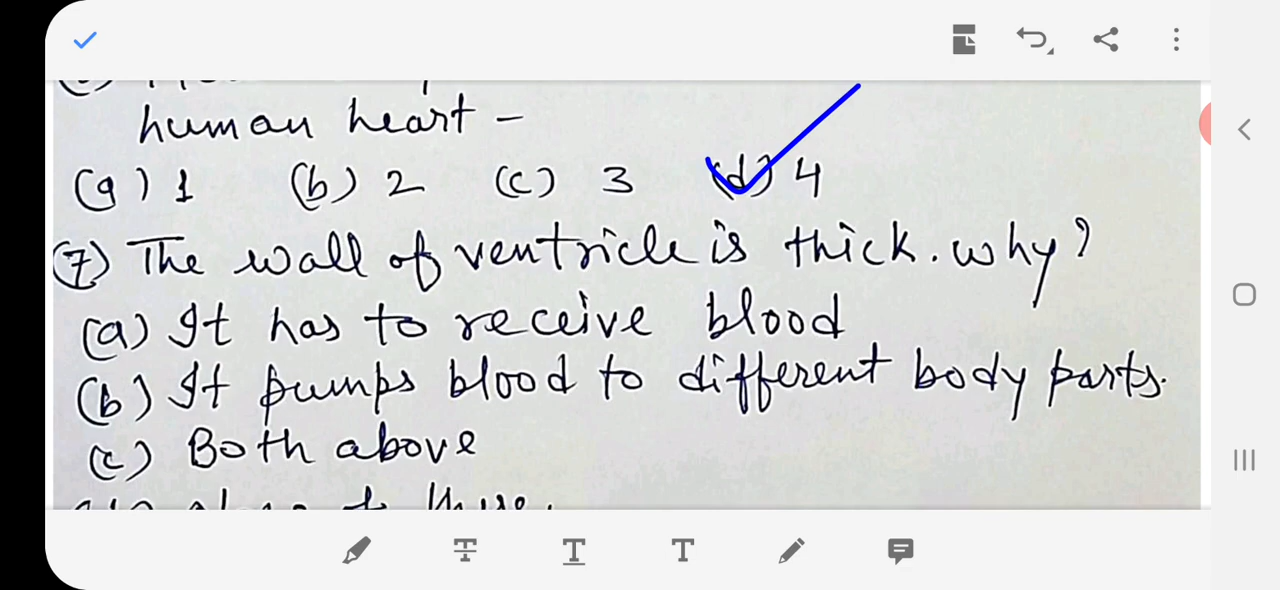 human heart -
(a) 1 (b) 2 (c) 3 (d) 4
(7) The wall of ventricle is thick. why?
(a) It has to receive blood
(b) It pumps blood to different body parts.
(c) Both above